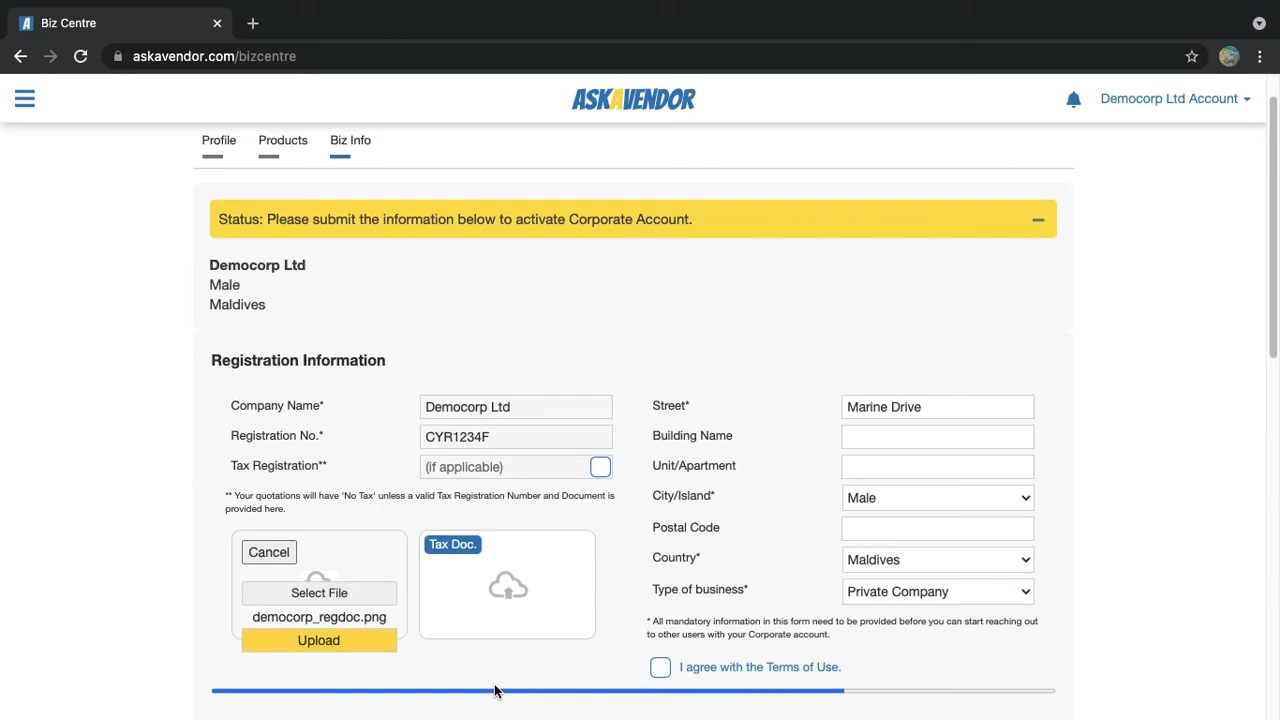 Biz Centre
askavendor.com/bizcentre
ASKAVENDOR
Democorp Ltd Account
Profile
Products
Biz Info
Status: Please submit the information below to activate Corporate Account.
Democorp Ltd
Male
Maldives
Registration Information
Company Name*
Democorp Ltd
Registration No.*
CYR1234F
Tax Registration**
(if applicable)
** Your quotations will have 'No Tax' unless a valid Tax Registration Number and Document is
provided here.
Cancel
Select File
democorp_regdoc.png
Upload
Tax Doc.
Street*
Marine Drive
Building Name
Unit/Apartment
City/Island*
Male
Postal Code
Country*
Maldives
Type of business*
Private Company
* All mandatory information in this form need to be provided before you can start reaching out
to other users with your Corporate account.
I agree with the Terms of Use.